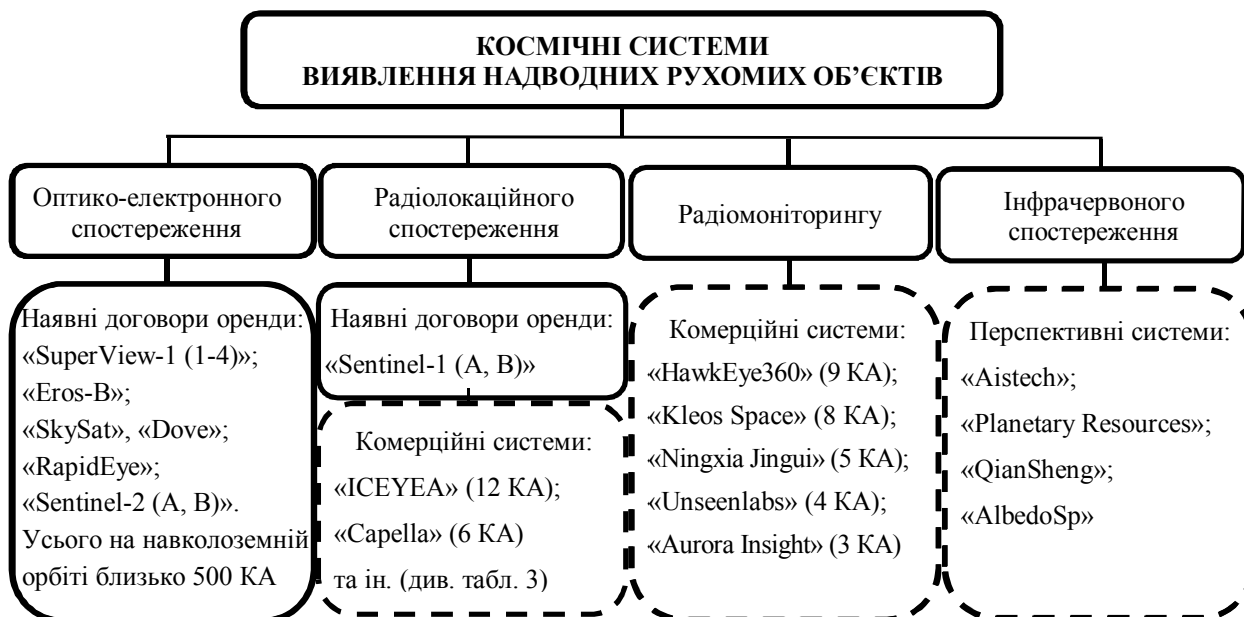 КОСМІЧНІ СИСТЕМИ
ВИЯВЛЕННЯ НАДВОДНИХ РУХОМИХ ОБ’ЄКТІВ
Оптико-електронного
спостереження
Радіолокаційного
спостереження
Радіомоніторингу
Інфрачервоного
спостереження
Наявні договори оренди:
«SuperView-1 (1-4)»;
«Eros-B»;
«SkySat», «Dove»;
«RapidEye»;
«Sentinel-2 (A, B)».
Усього на навколоземній
орбіті близько 500 КА
Наявні договори оренди:
«Sentinel-1 (A, B)»
Комерційні системи:
«ICEYEA» (12 КА);
«Capella» (6 КА)
та ін. (див. табл. 3)
Комерційні системи:
«HawkEye360» (9 КА);
«Kleos Space» (8 КА);
«Ningxia Jingui» (5 КА);
«Unseenlabs» (4 КА);
«Aurora Insight» (3 КА)
Перспективні системи:
«Aistech»;
«Planetary Resources»;
«QianSheng»;
«AlbedoSp»